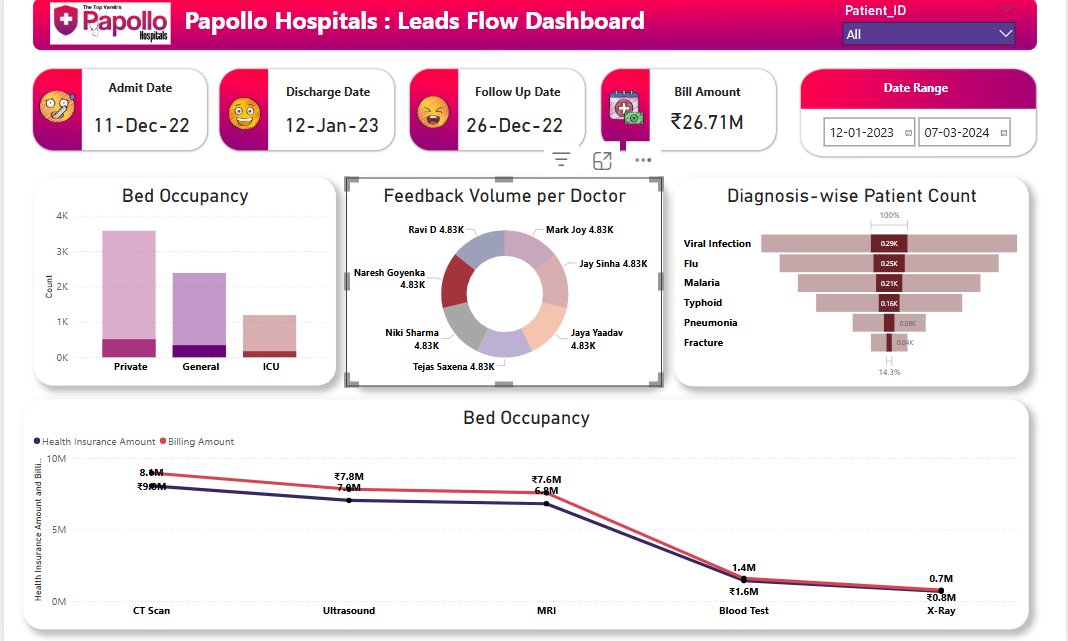 The Top Varsity's
Papollo
Hospitals
Papollo Hospitals : Leads Flow Dashboard
Patient_ID
All
Admit Date
11-Dec-22
Discharge Date
12-Jan-23
Follow Up Date
26-Dec-22
Bill Amount
₹26.71M
Date Range
12-01-2023
07-03-2024
Bed Occupancy
4K
3K
2K
1K
0K
Count
Private
General
ICU
Feedback Volume per Doctor
Ravi D 4.83K
Mark Joy 4.83K
Jay Sinha 4.83K
Naresh Goyenka
4.83K
Niki Sharma
4.83K
Jaya Yaadav
4.83K
Tejas Saxena 4.83K
Diagnosis-wise Patient Count
100%
Viral Infection
0.29K
Flu
0.25K
Malaria
0.21K
Typhoid
0.16K
Pneumonia
0.08K
Fracture
0.04K
14.3%
Bed Occupancy
Health Insurance Amount
Billing Amount
Health Insurance Amount and Billi...
10M
5M
0M
₹7.8M
7.0M
₹7.6M
6.8M
1.4M
₹1.6M
0.7M
₹0.8M
CT Scan
Ultrasound
MRI
Blood Test
X-Ray